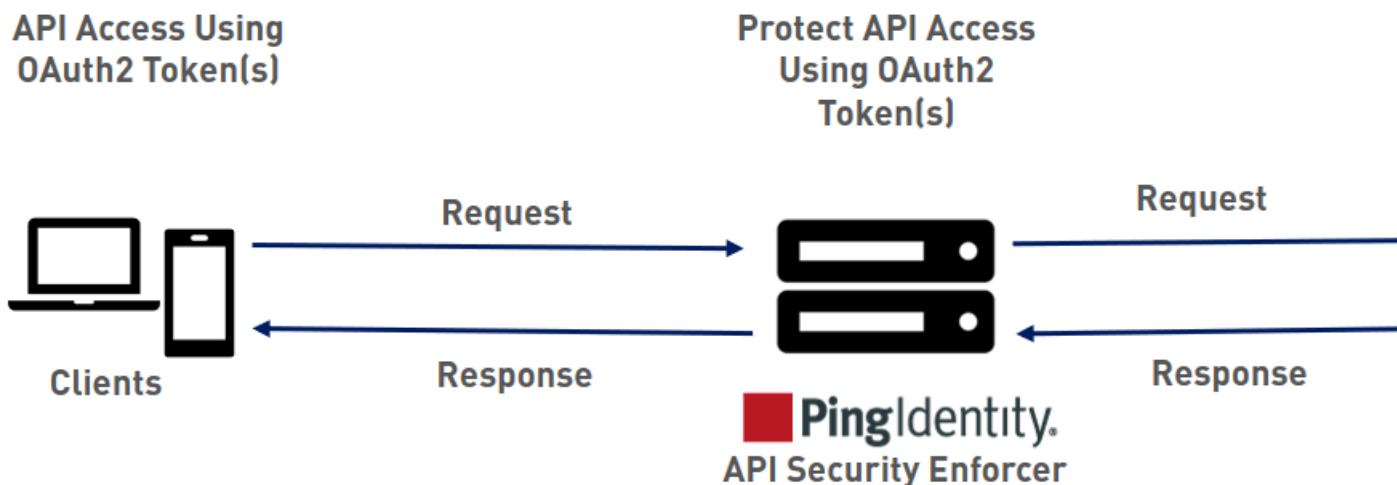 API Access Using
OAuth2 Token(s)
Protect API Access
Using OAuth2
Token(s)
Request
Request
Clients
Response
Response
PingIdentity®
API Security Enforcer